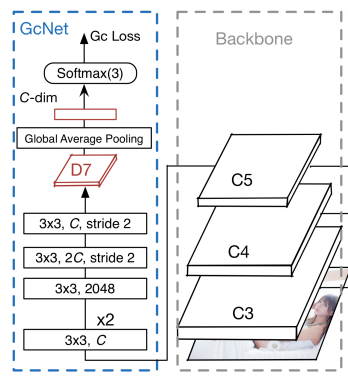 GcNet
Gc Loss
Softmax(3)
C-dim
Global Average Pooling
D7
3x3, C, stride 2
3x3, 2C, stride 2
3x3, 2048
x2
3x3, C
Backbone
C5
C4
C3